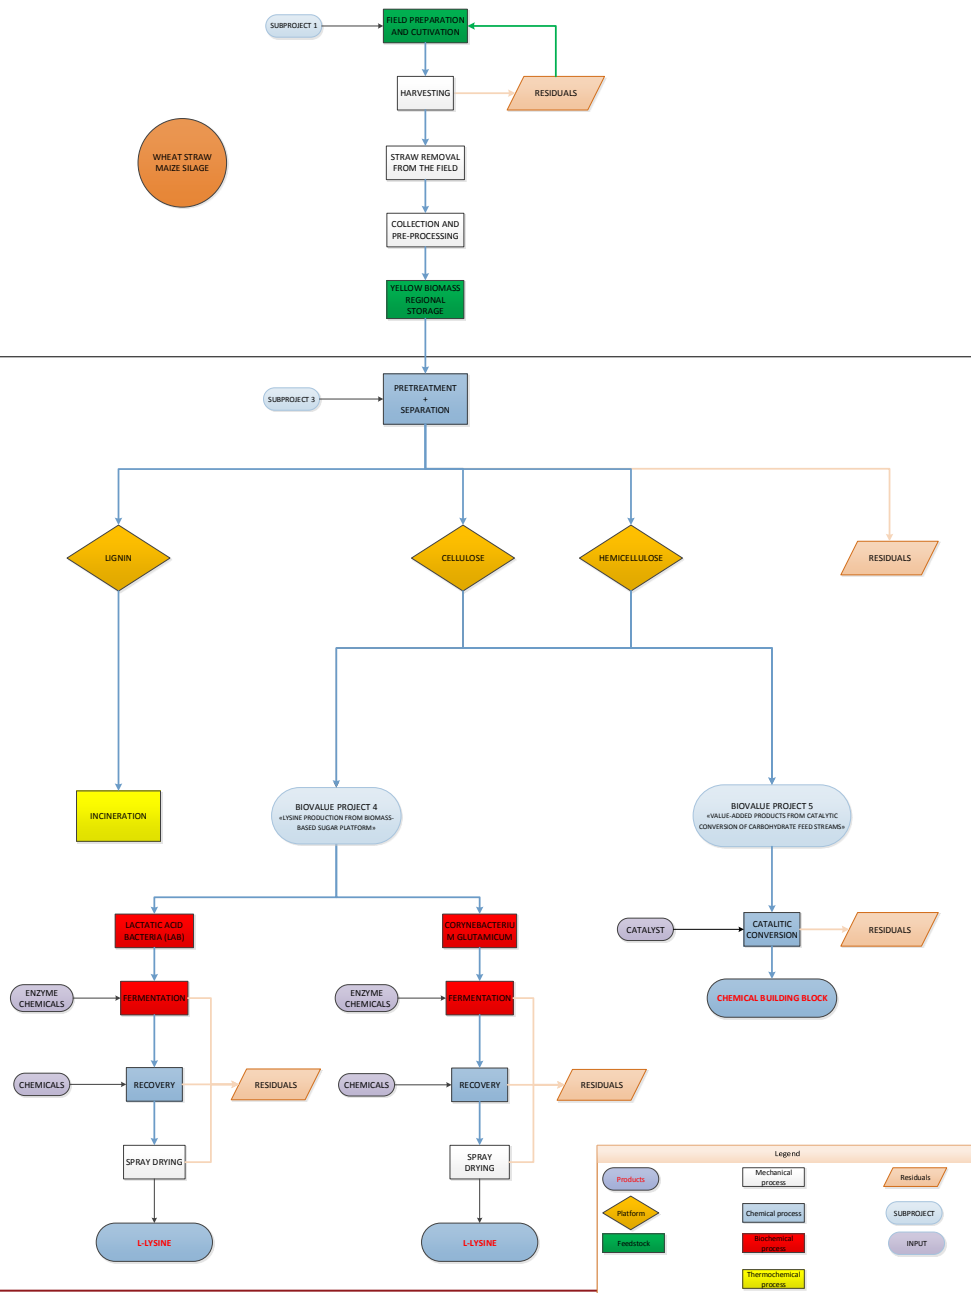 SUBPROJECT 1
FIELD PREPARATION
AND CUTIVATION
HARVESTING
RESIDUALS
WHEAT STRAW
MAIZE SILAGE
STRAW REMOVAL
FROM THE FIELD
COLLECTION AND
PRE-PROCESSING
YELLOW BIOMASS
REGIONAL
STORAGE
SUBPROJECT 3
PRETREATMENT
+
SEPARATION
LIGNIN
CELLULOSE
HEMICELLULOSE
RESIDUALS
INCINERATION
BIOVALUE PROJECT 4
«LYSINE PRODUCTION FROM BIOMASS-
BASED SUGAR PLATFORM»
BIOVALUE PROJECT 5
«VALUE-ADDED PRODUCTS FROM CATALYTIC
CONVERSION OF CARBOHYDRATE FEED STREAMS»
LACTATIC ACID
BACTERIA (LAB)
CORYNEBACTERIU
M GLUTAMICUM
CATALYST
CATALITIC
CONVERSION
RESIDUALS
ENZYME
CHEMICALS
FERMENTATION
ENZYME
CHEMICALS
FERMENTATION
CHEMICAL BUILDING BLOCK
CHEMICALS
RECOVERY
RESIDUALS
CHEMICALS
RECOVERY
RESIDUALS
SPRAY DRYING
SPRAY
DRYING
L-LYSINE
L-LYSINE
Legend
Products
Mechanical
process
Residuals
Platform
Chemical process
SUBPROJECT
Feedstock
Biochemical
process
INPUT
Thermochemical
process